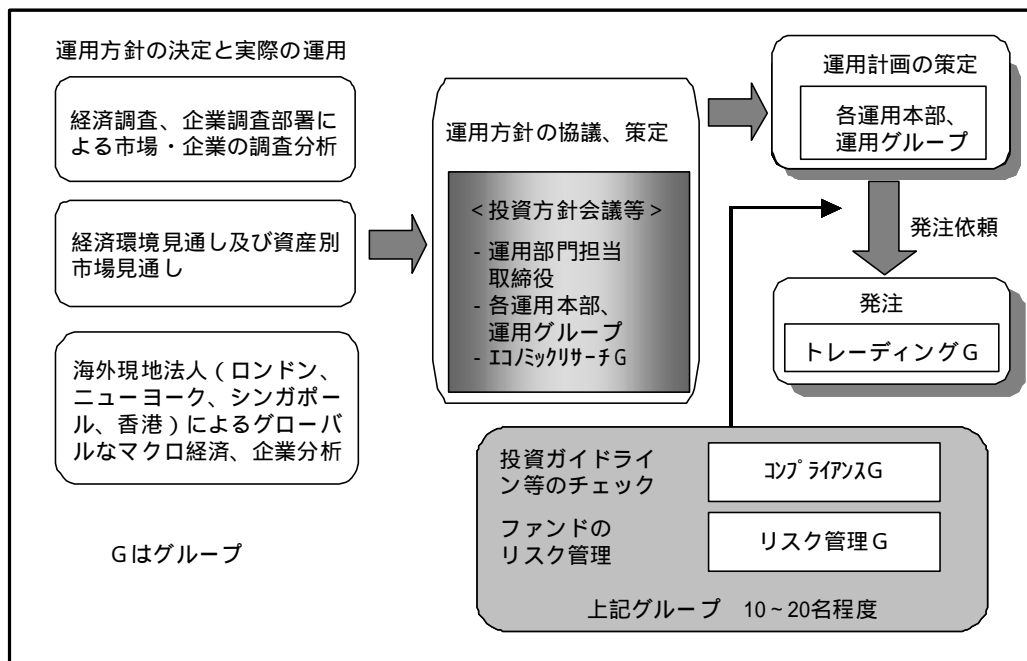 運用方針の決定と実際の運用
経済調査、企業調査部署に
よる市場・企業の調査分析
経済環境見通し及び資産別
市場見通し
海外現地法人（ロンドン、
ニューヨーク、シンガポー
ル、香港）によるグローバ
ルなマクロ経済、企業分析
Gはグループ
運用方針の協議、策定
<投資方針会議等>
- 運用部門担当
取締役
- 各運用本部、
運用グループ
- ｴｺﾉﾐｯｸﾘｻｰﾁG
運用計画の策定
各運用本部、
運用グループ
発注依頼
発注
トレーディングG
投資ガイドライ
ン等のチェック
ｺﾝﾌﾟﾗｲｱﾝｽG
ファンドの
リスク管理
リスク管理G
上記グループ　10~20名程度